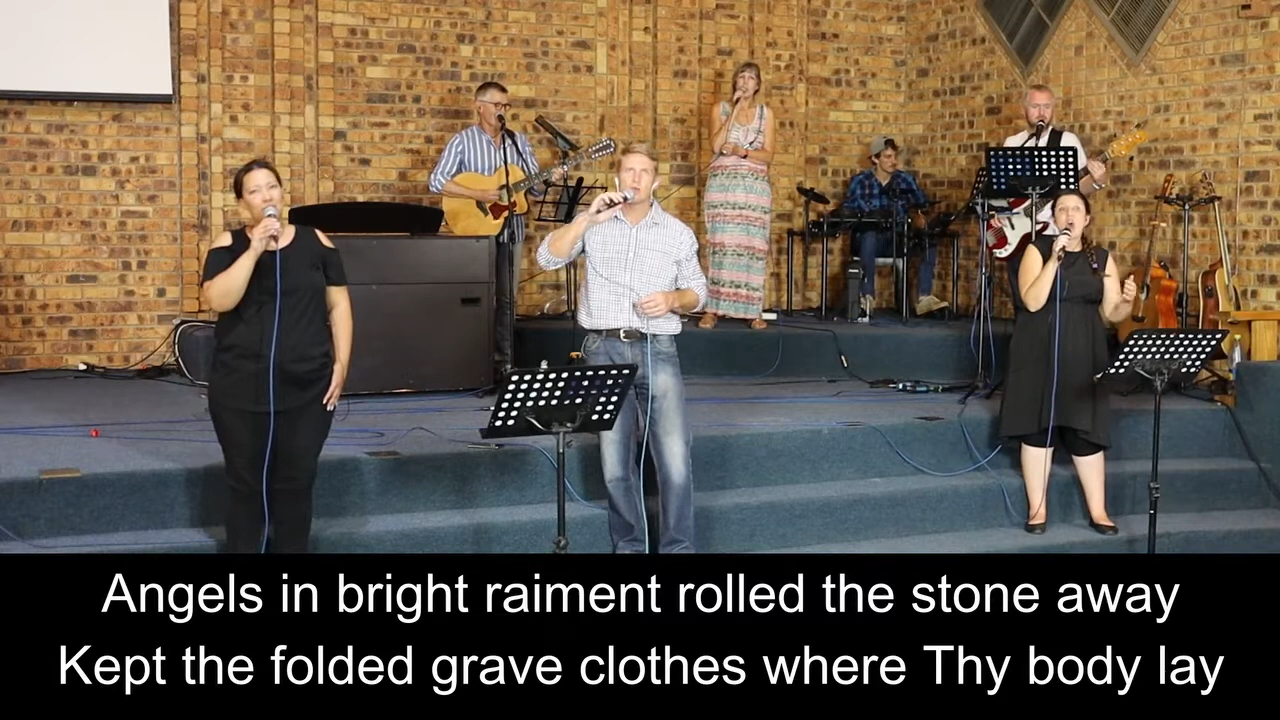 Angels in bright raiment rolled the stone away
Kept the folded grave clothes where Thy body lay